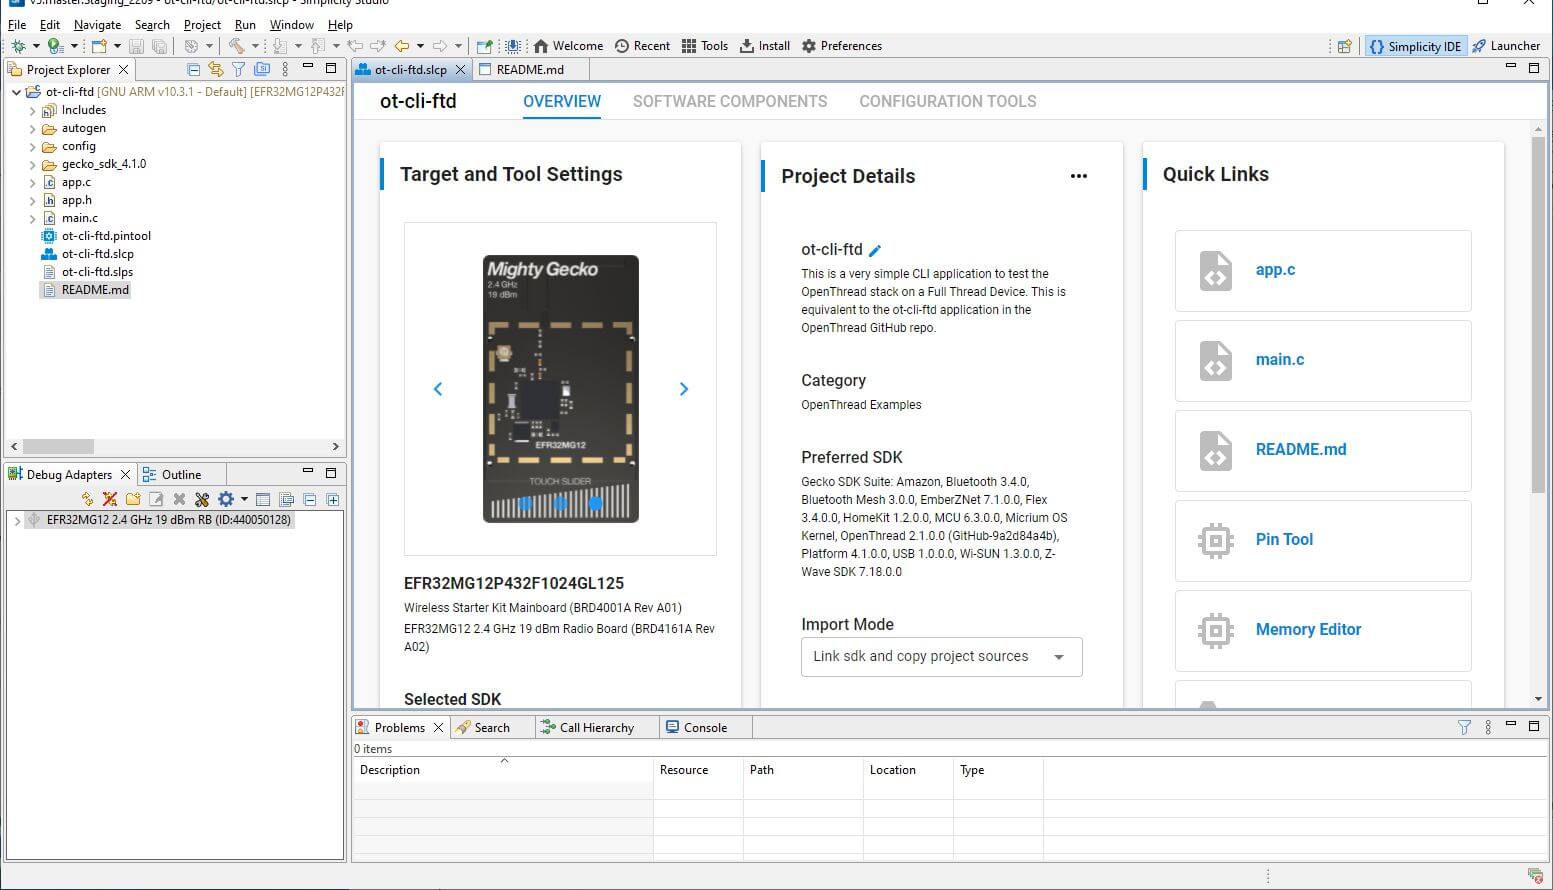 v5.master.Staging_2209 - ot-cli-ftd/ot-cli-ftd.slcp - Simplicity Studio
File Edit Navigate Search Project Run Window Help
Welcome Recent Tools Install Preferences
Simplicity IDE Launcher
Project Explorer
ot-cli-ftd [GNU ARM v10.3.1 - Default] [EFR32MG12P432F
Includes
autogen
config
gecko_sdk_4.1.0
app.c
app.h
main.c
ot-cli-ftd.pintool
ot-cli-ftd.slcp
ot-cli-ftd.slps
README.md
Debug Adapters Outline
EFR32MG12 2.4 GHz 19 dBm RB (ID:440050128)
ot-cli-ftd.slcp README.md
ot-cli-ftd OVERVIEW SOFTWARE COMPONENTS CONFIGURATION TOOLS
Target and Tool Settings
Mighty Gecko
2.4 GHz
19 dBm
EFR32MG12
TOUCH SLIDER
EFR32MG12P432F1024GL125
Wireless Starter Kit Mainboard (BRD4001A Rev A01)
EFR32MG12 2.4 GHz 19 dBm Radio Board (BRD4161A Rev
A02)
Selected SDK
Project Details
ot-cli-ftd
This is a very simple CLI application to test the
OpenThread stack on a Full Thread Device. This is
equivalent to the ot-cli-ftd application in the
OpenThread GitHub repo.
Category
OpenThread Examples
Preferred SDK
Gecko SDK Suite: Amazon, Bluetooth 3.4.0,
Bluetooth Mesh 3.0.0, EmberZNet 7.1.0.0, Flex
3.4.0.0, HomeKit 1.2.0.0, MCU 6.3.0.0, Micrium OS
Kernel, OpenThread 2.1.0.0 (GitHub-9a2d84a4b),
Platform 4.1.0.0, USB 1.0.0.0, Wi-SUN 1.3.0.0, Z-
Wave SDK 7.18.0.0
Import Mode
Link sdk and copy project sources
Quick Links
app.c
main.c
README.md
Pin Tool
Memory Editor
Problems Search Call Hierarchy Console
0 items
Description Resource Path Location Type